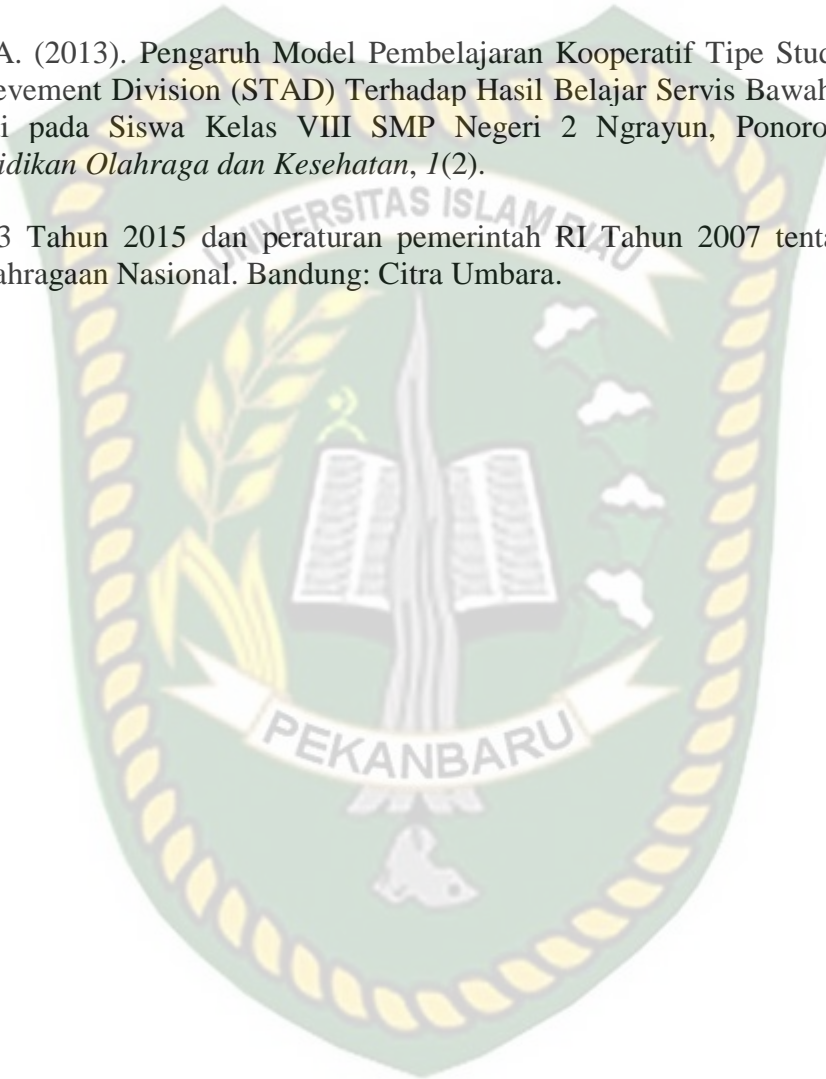 A. (2013). Pengaruh Model Pembelajaran Kooperatif Tipe Stud
evement Division (STAD) Terhadap Hasil Belajar Servis Bawah
i pada Siswa Kelas VIII SMP Negeri 2 Ngrayun, Ponoro
idikan Olahraga dan Kesehatan, 1(2).
3 Tahun 2015 dan peraturan pemerintah RI Tahun 2007 tenta
ahragaan Nasional. Bandung: Citra Umbara.
UNIVERSITAS ISLAM RIAU
PEKANBARU